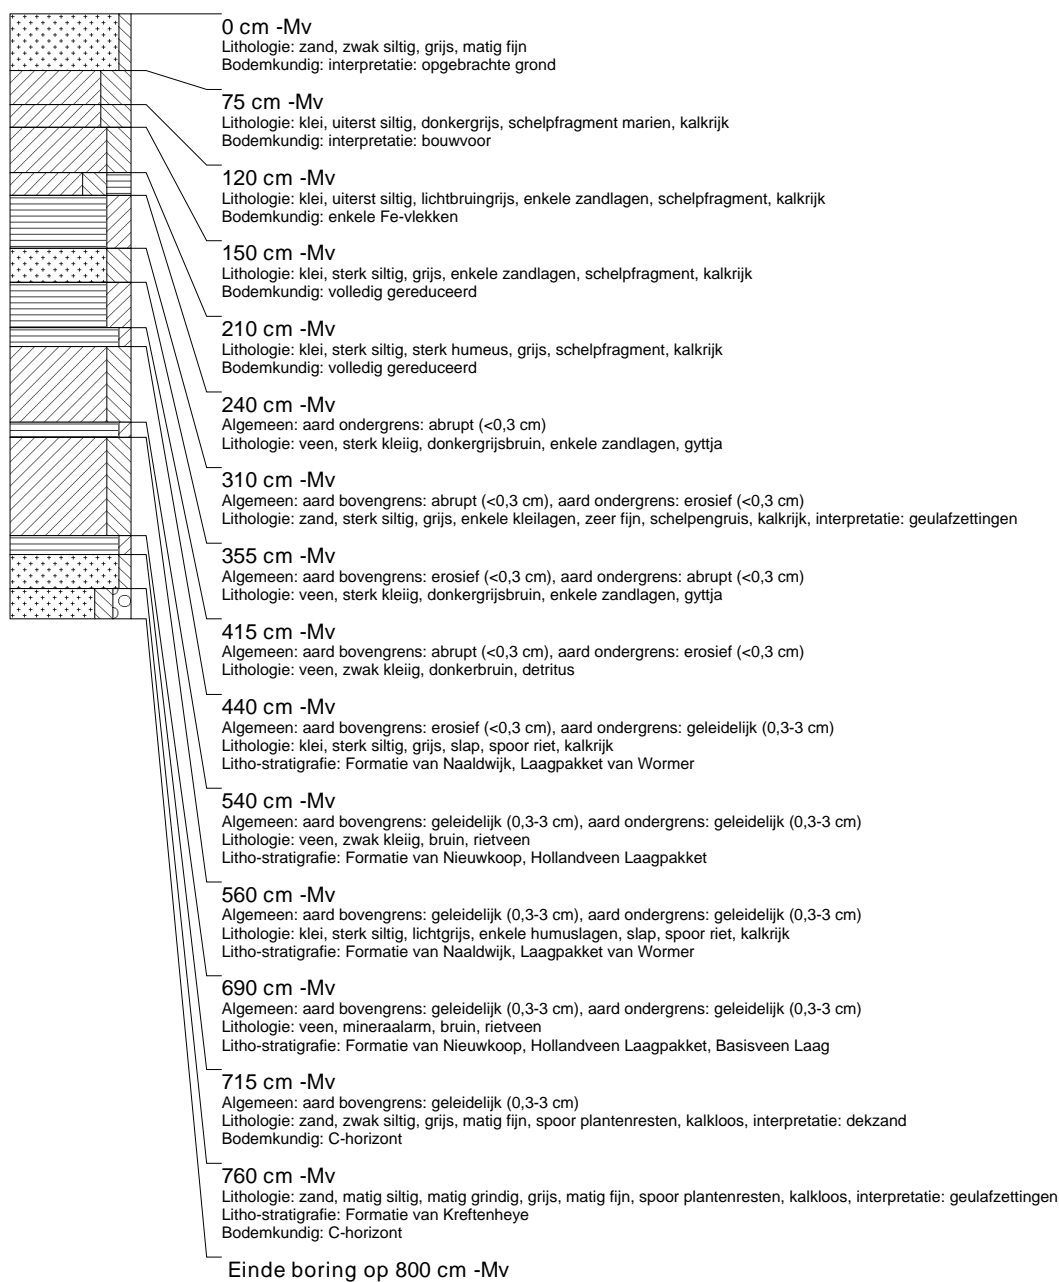 0 cm -Mv
Lithologie: zand, zwak siltig, grijs, matig fijn
Bodemkundig: interpretatie: opgebrachte grond
75 cm -Mv
Lithologie: klei, uiterst siltig, donkergrijs, schelpfragment marien, kalkrijk
Bodemkundig: interpretatie: bouwvoor
120 cm -Mv
Lithologie: klei, uiterst siltig, lichtbruingrijs, enkele zandlagen, schelpfragment, kalkrijk
Bodemkundig: enkele Fe-vlekken
150 cm -Mv
Lithologie: klei, sterk siltig, grijs, enkele zandlagen, schelpfragment, kalkrijk
Bodemkundig: volledig gereduceerd
210 cm -Mv
Lithologie: klei, sterk siltig, sterk humeus, grijs, schelpfragment, kalkrijk
Bodemkundig: volledig gereduceerd
240 cm -Mv
Algemeen: aard ondergrens: abrupt (<0,3 cm)
Lithologie: veen, sterk kleiig, donkergrijsbruin, enkele zandlagen, gyttja
310 cm -Mv
Algemeen: aard bovengrens: abrupt (<0,3 cm), aard ondergrens: erosief (<0,3 cm)
Lithologie: zand, sterk siltig, grijs, enkele kleilagen, zeer fijn, schelpengruis, kalkrijk, interpretatie: geulafzettingen
355 cm -Mv
Algemeen: aard bovengrens: erosief (<0,3 cm), aard ondergrens: abrupt (<0,3 cm)
Lithologie: veen, sterk kleiig, donkergrijsbruin, enkele zandlagen, gyttja
415 cm -Mv
Algemeen: aard bovengrens: abrupt (<0,3 cm), aard ondergrens: erosief (<0,3 cm)
Lithologie: veen, zwak kleiig, donkerbruin, detritus
440 cm -Mv
Algemeen: aard bovengrens: erosief (<0,3 cm), aard ondergrens: geleidelijk (0,3-3 cm)
Lithologie: klei, sterk siltig, grijs, slap, spoor riet, kalkrijk
Litho-stratigrafie: Formatie van Naaldwijk, Laagpakket van Wormer
540 cm -Mv
Algemeen: aard bovengrens: geleidelijk (0,3-3 cm), aard ondergrens: geleidelijk (0,3-3 cm)
Lithologie: veen, zwak kleiig, bruin, rietveen
Litho-stratigrafie: Formatie van Nieuwkoop, Hollandveen Laagpakket
560 cm -Mv
Algemeen: aard bovengrens: geleidelijk (0,3-3 cm), aard ondergrens: geleidelijk (0,3-3 cm)
Lithologie: klei, sterk siltig, lichtgrijs, enkele humuslagen, slap, spoor riet, kalkrijk
Litho-stratigrafie: Formatie van Naaldwijk, Laagpakket van Wormer
690 cm -Mv
Algemeen: aard bovengrens: geleidelijk (0,3-3 cm), aard ondergrens: geleidelijk (0,3-3 cm)
Lithologie: veen, mineraalarm, bruin, rietveen
Litho-stratigrafie: Formatie van Nieuwkoop, Hollandveen Laagpakket, Basisveen Laag
715 cm -Mv
Algemeen: aard bovengrens: geleidelijk (0,3-3 cm)
Lithologie: zand, zwak siltig, grijs, matig fijn, spoor plantenresten, kalkloos, interpretatie: dekzand
Bodemkundig: C-horizont
760 cm -Mv
Lithologie: zand, matig siltig, matig grindig, grijs, matig fijn, spoor plantenresten, kalkloos, interpretatie: geulafzettingen
Litho-stratigrafie: Formatie van Kreftenheye
Bodemkundig: C-horizont
Einde boring op 800 cm -Mv